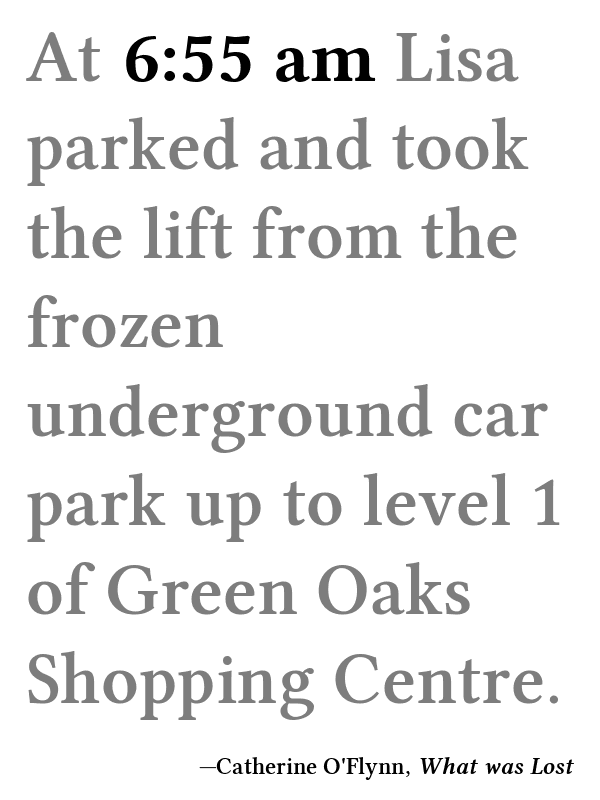 At 6:55 am Lisa
parked and took
the lift from the
frozen
underground car
park up to level 1
of Green Oaks
Shopping Centre.
—Catherine O'Flynn, What was Lost